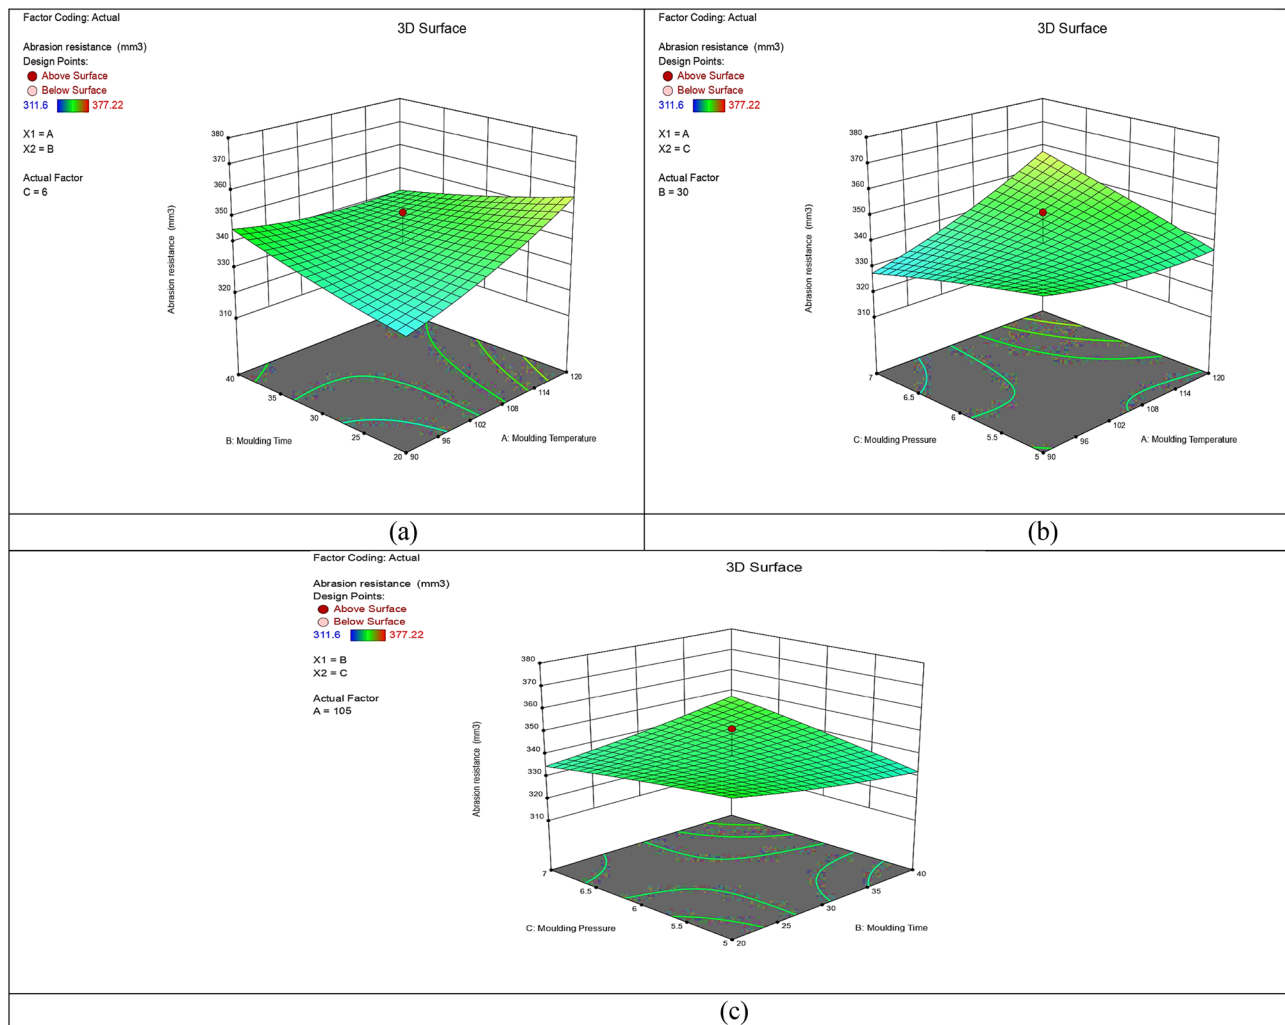 Factor Coding: Actual
3D Surface
Abrasion resistance (mm3)
Design Points:
Above Surface
Below Surface
311.6 377.22
X1 = A
X2 = B
Actual Factor
C = 6
380
370
360
350
340
330
320
310
Abrasion resistance (mm3)
40
35
30
25
20
90
96
102
108
114
120
B: Moulding Time
A: Moulding Temperature
(a)
Factor Coding: Actual
3D Surface
Abrasion resistance (mm3)
Design Points:
Above Surface
Below Surface
311.6 377.22
X1 = A
X2 = C
Actual Factor
B = 30
380
370
360
350
340
330
320
310
Abrasion resistance (mm3)
7
6.5
6
5.5
5
90
96
102
108
114
120
C: Moulding Pressure
A: Moulding Temperature
(b)
Factor Coding: Actual
3D Surface
Abrasion resistance (mm3)
Design Points:
Above Surface
Below Surface
311.6 377.22
X1 = B
X2 = C
Actual Factor
A = 105
380
370
360
350
340
330
320
310
Abrasion resistance (mm3)
7
6.5
6
5.5
5
20
25
30
35
40
C: Moulding Pressure
B: Moulding Time
(c)